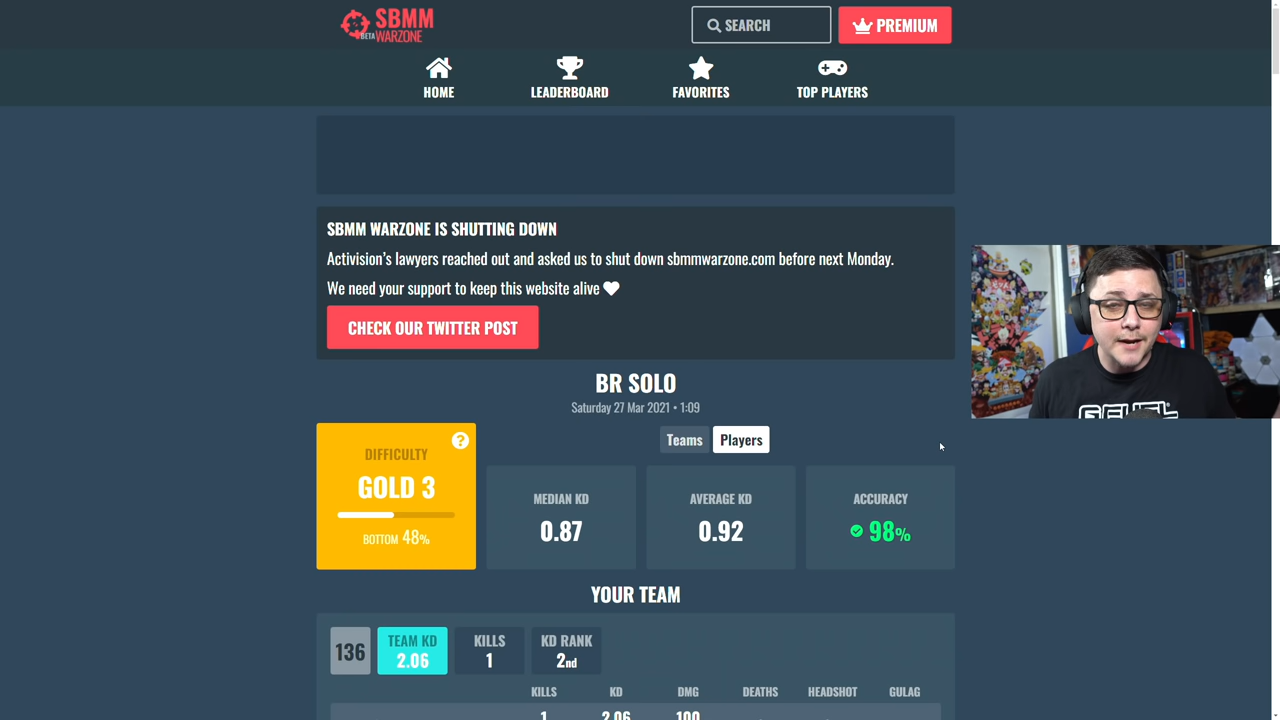 SBMM
BETA WARZONE
SEARCH
PREMIUM
HOME
LEADERBOARD
FAVORITES
TOP PLAYERS
SBMM WARZONE IS SHUTTING DOWN
Activision's lawyers reached out and asked us to shut down sbmmwarzone.com before next Monday.
We need your support to keep this website alive
CHECK OUR TWITTER POST
BR SOLO
Saturday 27 Mar 2021 • 1:09
Teams
Players
DIFFICULTY
?
GOLD 3
BOTTOM 48%
MEDIAN KD
0.87
AVERAGE KD
0.92
ACCURACY
98%
YOUR TEAM
136
TEAM KD
2.06
KILLS
1
KD RANK
2nd
KILLS
KD
DMG
DEATHS
HEADSHOT
GULAG
1
2.06
100